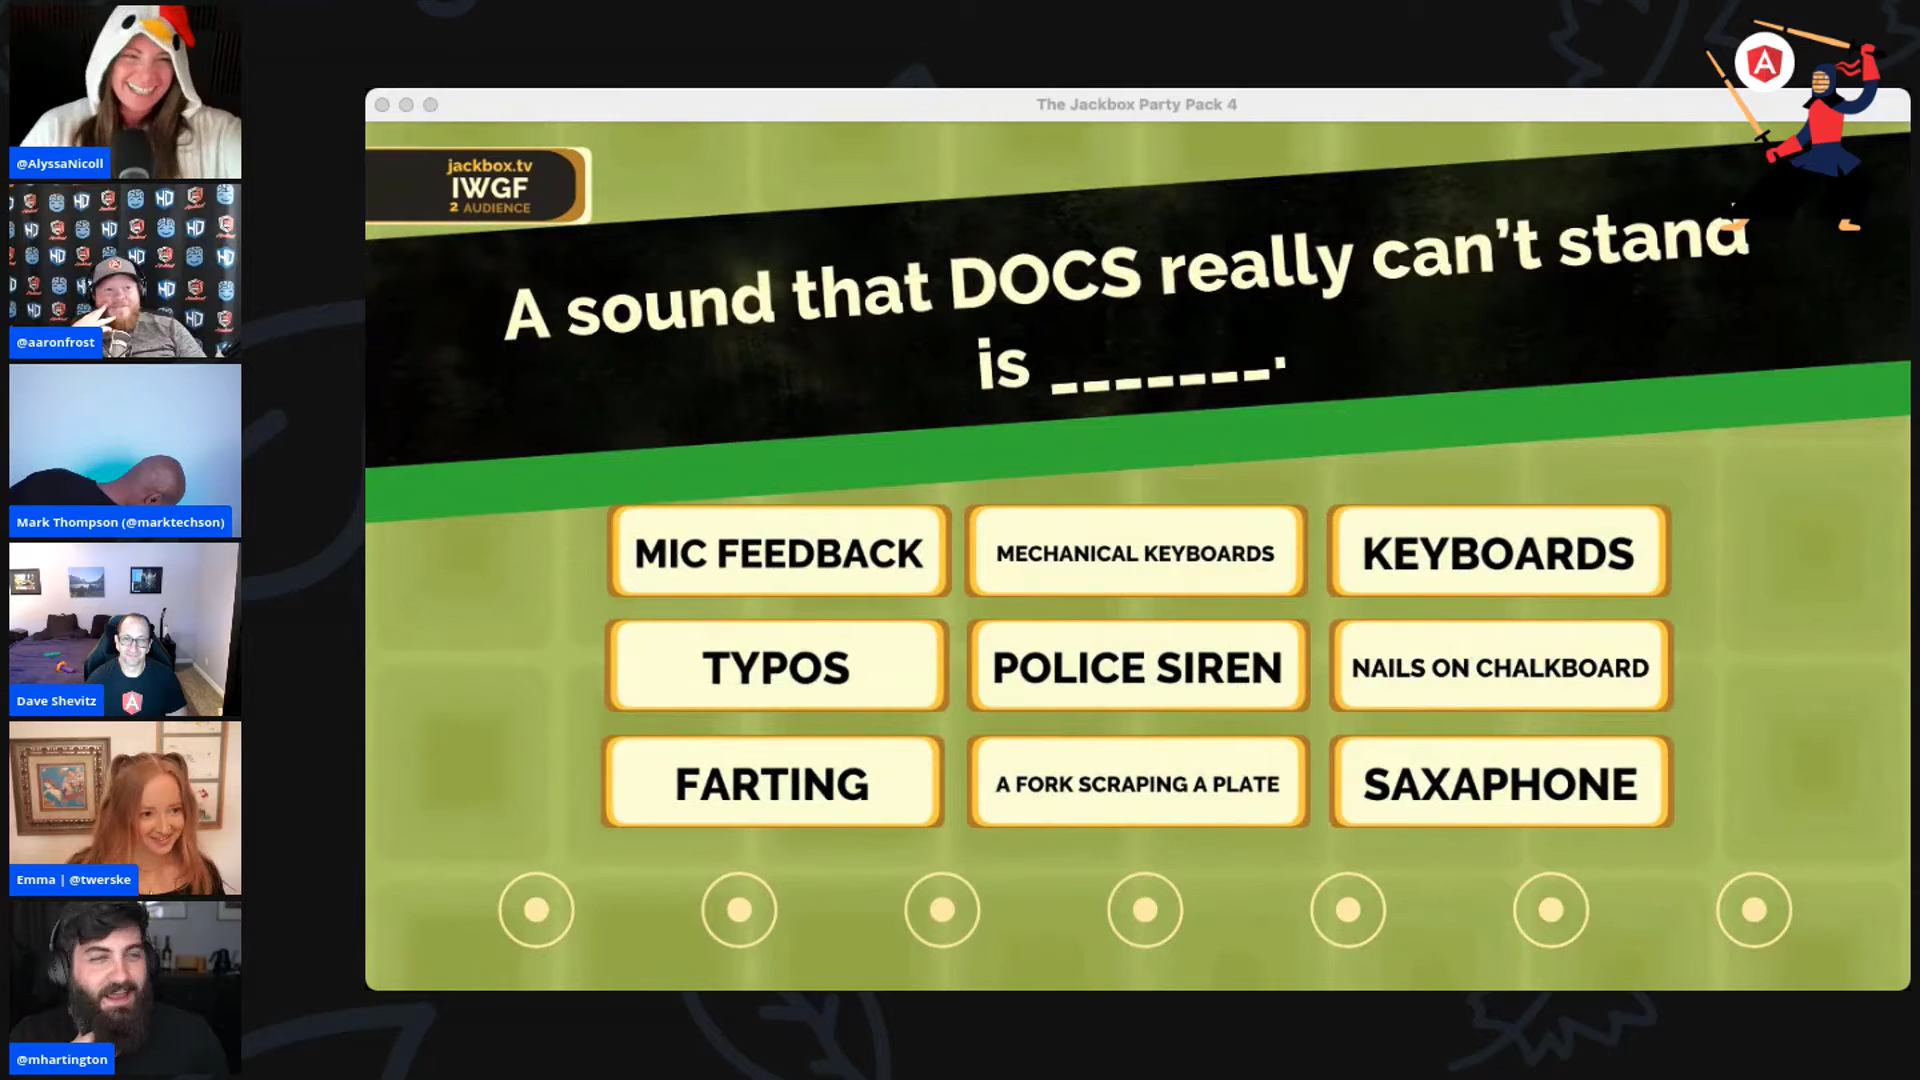 @AlyssaNicoll
@aaronfrost
Mark Thompson (@marktechson)
Dave Shevitz
Emma | @twerske
@mhartington
The Jackbox Party Pack 4
jackbox.tv
IWGF
2 AUDIENCE
A sound that DOCS really can't stand
is _______.
MIC FEEDBACK
MECHANICAL KEYBOARDS
KEYBOARDS
TYPOS
POLICE SIREN
NAILS ON CHALKBOARD
FARTING
A FORK SCRAPING A PLATE
SAXAPHONE
A
HD